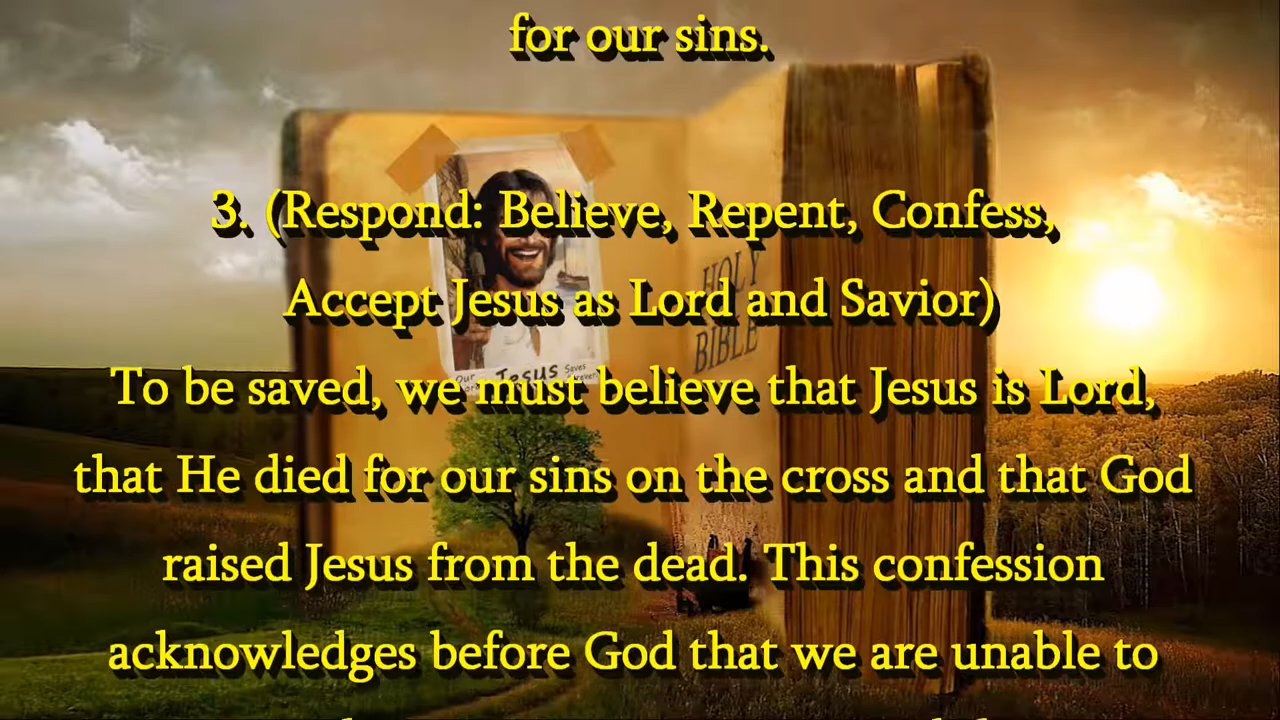 for our sins.
3. (Respond: Believe, Repent, Confess,
Accept Jesus as Lord and Savior)
To be saved, we must believe that Jesus is Lord,
that He died for our sins on the cross and that God
raised Jesus from the dead. This confession
acknowledges before God that we are unable to
HOLY
BIBLE
Our
JESUS
Saves